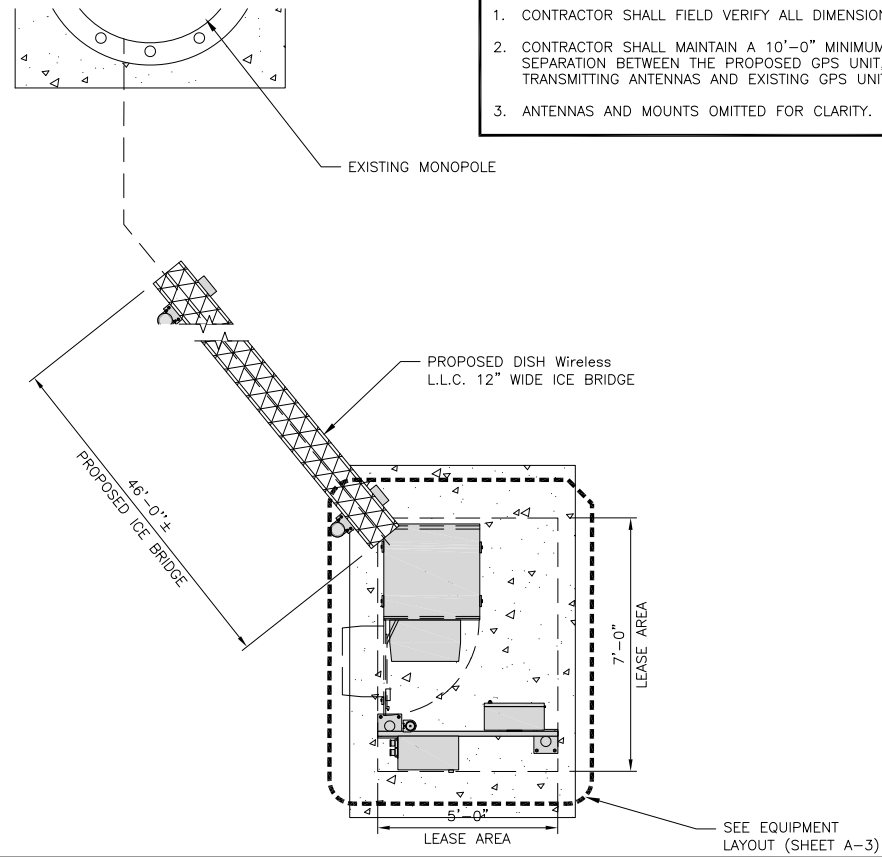 1. CONTRACTOR SHALL FIELD VERIFY ALL
2. CONTRACTOR SHALL MAINTAIN A 10'-0" MINIMUM
SEPARATION BETWEEN THE PROPOSED GPS UNIT,
TRANSMITTING ANTENNAS AND EXISTING GPS
3. ANTENNAS AND MOUNTS OMITTED FOR CLARITY.
EXISTING MONOPOLE
PROPOSED DISH Wireless
L.L.C. 12" WIDE ICE BRIDGE
46'-0"±
PROPOSED ICE BRIDGE
7'-0"
LEASE AREA
5'-0"
LEASE AREA
SEE EQUIPMENT
LAYOUT (SHEET A-3)